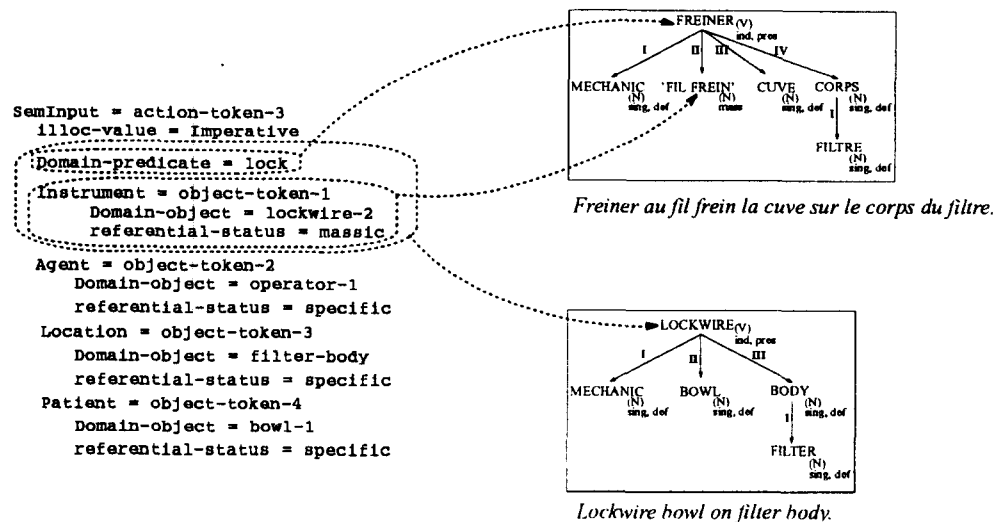 SemInput = action-token-3
illoc-value = Imperative
Domain-predicate = lock
Instrument = object-token-1
Domain-object = lockwire-2
referential-status = massic
Agent = object-token-2
Domain-object = operator-1
referential-status = specific
Location = object-token-3
Domain-object = filter-body
referential-status = specific
Patient = object-token-4
Domain-object = bowl-1
referential-status = specific
FREINER (V)
ind, pres
I II III IV
MECHANIC 'FIL FREIN' CUVE CORPS
(N) (N) (N) (N)
sing, def mass sing, def sing, def
I
FILTRE
(N)
sing, def
Freiner au fil frein la cuve sur le corps du filtre.
LOCKWIRE (V)
ind, pres
I II III
MECHANIC BOWL BODY
(N) (N) (N)
sing, def sing, def sing, def
I
FILTER
(N)
sing, def
Lockwire bowl on filter body.